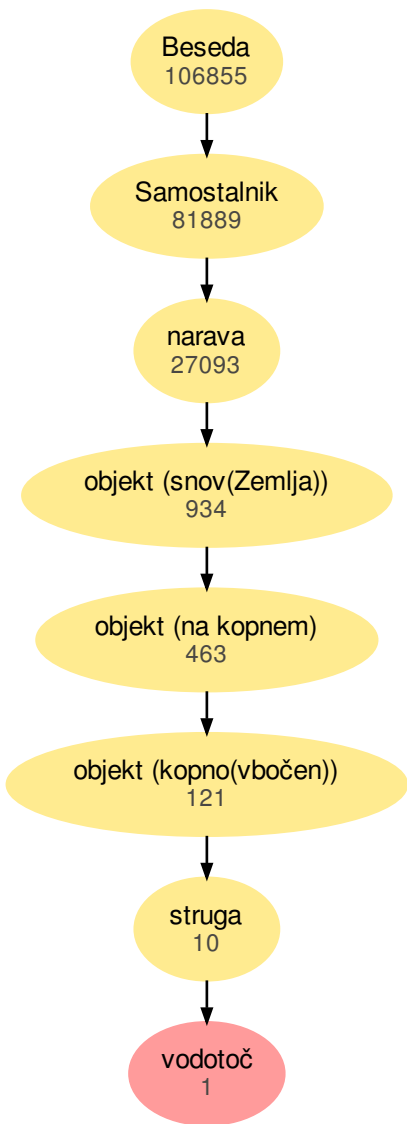 Beseda
106855
Samostalnik
81889
narava
27093
objekt (snov(Zemlja))
934
objekt (na kopnem)
463
objekt (kopno(vbočen))
121
struga
10
vodotoč
1